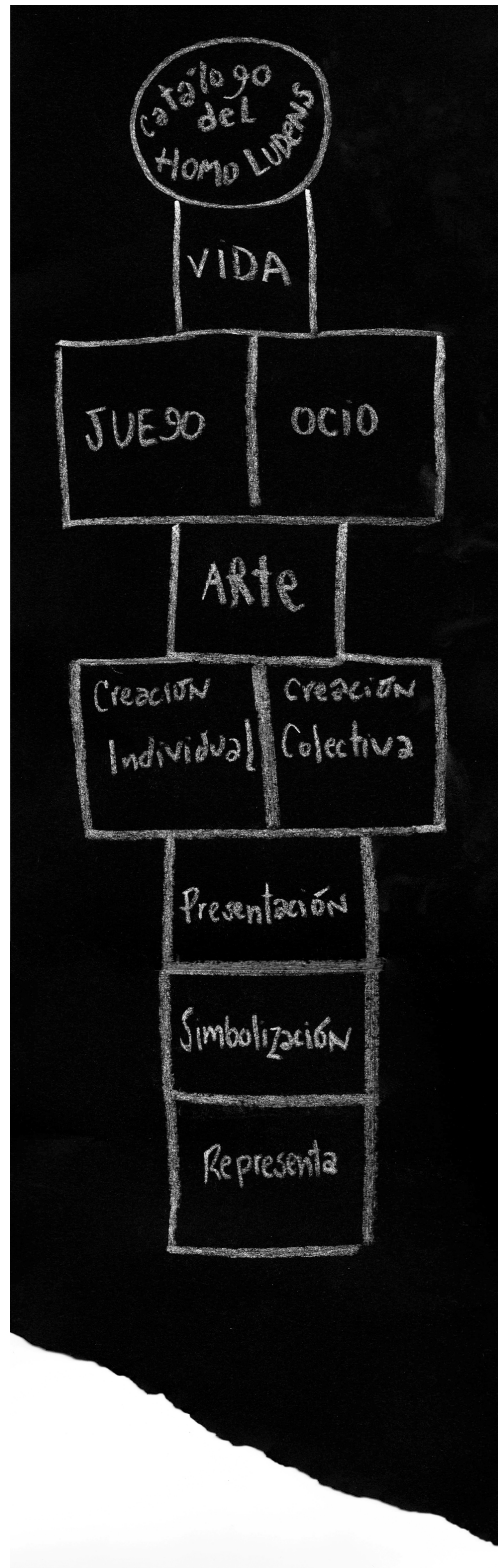 Catálogo
del
Homo LUDENS
VIDA
JUEgO OCIO
ARte
Creación Creación
Individual Colectiva
Presentación
Simbolización
Representa